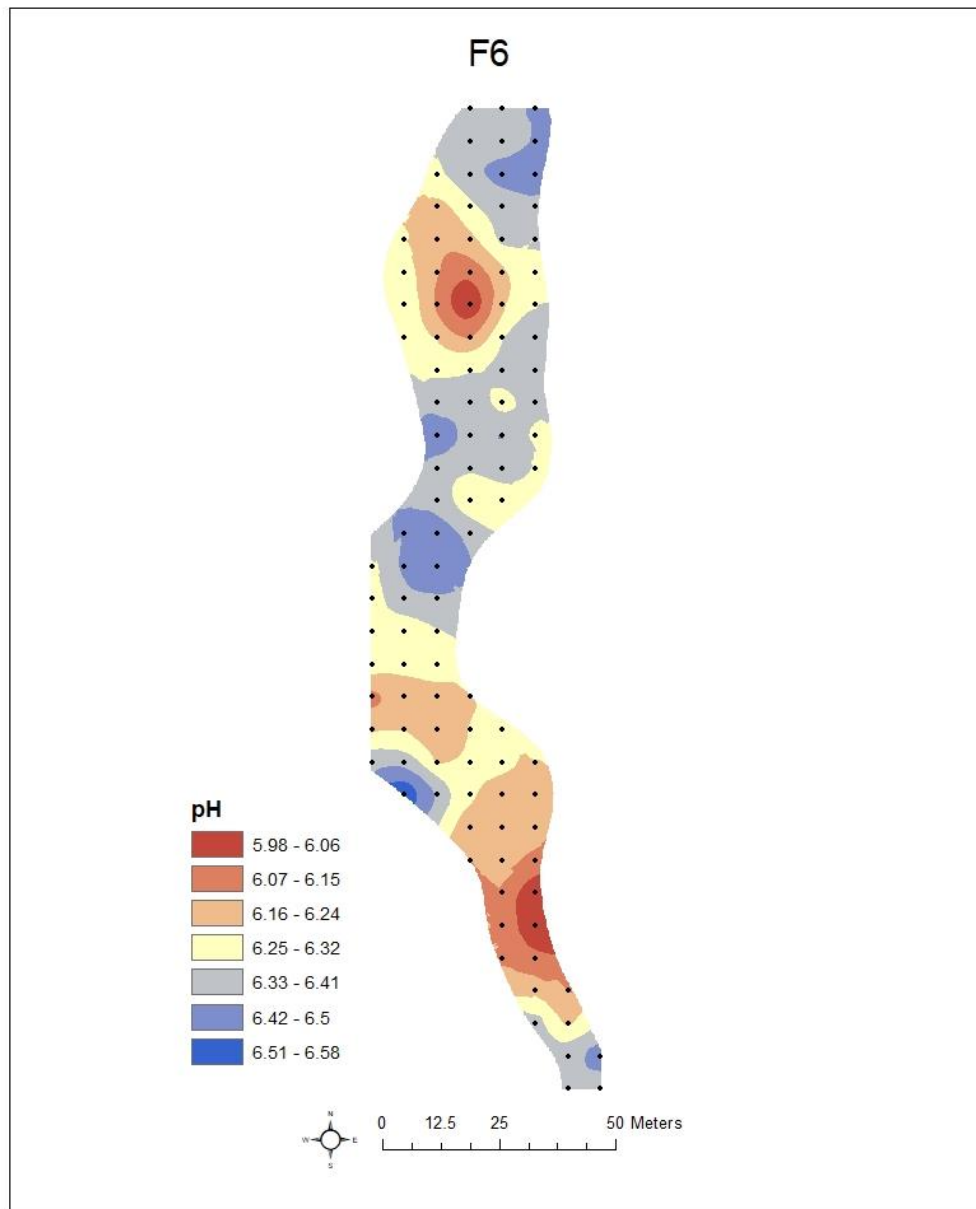 F6
pH
5.98 - 6.06
6.07 - 6.15
6.16 - 6.24
6.25 - 6.32
6.33 - 6.41
6.42 - 6.5
6.51 - 6.58
N
W E
S
0 12.5 25 50 Meters